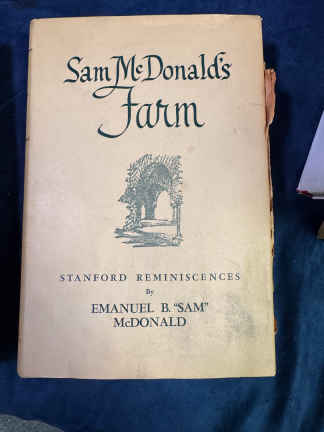 Sam McDonald's
Farm
STANFORD REMINISCENCES
By
EMANUEL B. "SAM"
McDONALD